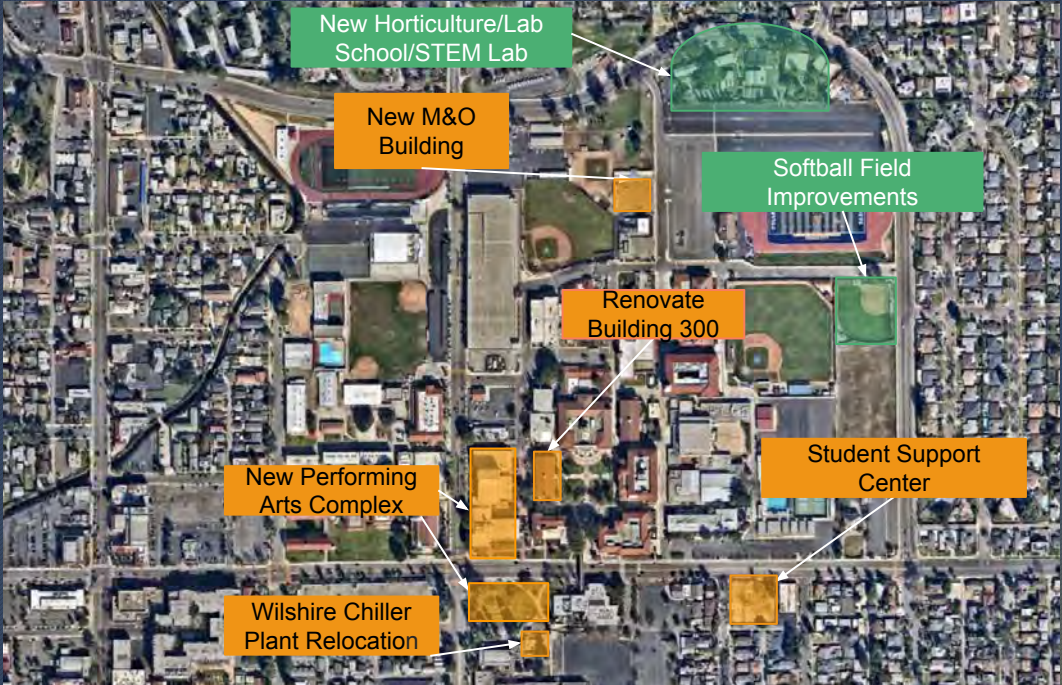 New Horticulture/Lab
School/STEM Lab
New M&O
Building
Softball Field
Improvements
Renovate
Building 300
Student Support
Center
New Performing
Arts Complex
Wilshire Chiller
Plant Relocation